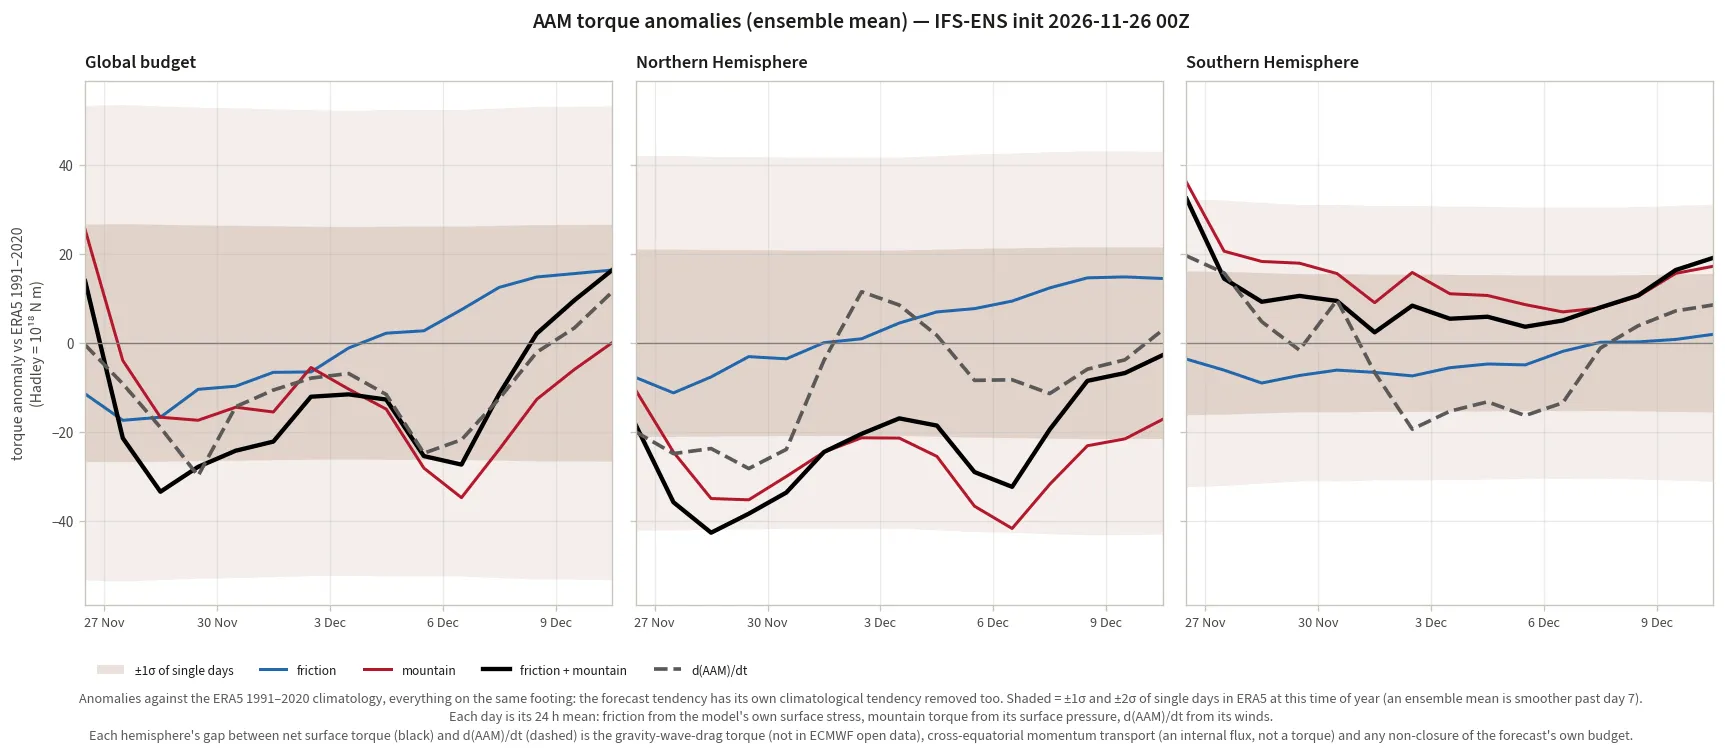 AAM torque anomalies (ensemble mean) — IFS-ENS init 2026-11-26 00Z
Global budget
Northern Hemisphere
Southern Hemisphere
torque anomaly vs ERA5 1991–2020
(Hadley = 10¹⁸ N m)
40
20
0
−20
−40
27 Nov
30 Nov
3 Dec
6 Dec
9 Dec
27 Nov
30 Nov
3 Dec
6 Dec
9 Dec
27 Nov
30 Nov
3 Dec
6 Dec
9 Dec
±1σ of single days
friction
mountain
friction + mountain
d(AAM)/dt
Anomalies against the ERA5 1991–2020 climatology, everything on the same footing: the forecast tendency has its own climatological tendency removed too. Shaded = ±1σ and ±2σ of single days in ERA5 at this time of year (an ensemble mean is smoother past day 7).
Each day is its 24 h mean: friction from the model's own surface stress, mountain torque from its surface pressure, d(AAM)/dt from its winds.
Each hemisphere's gap between net surface torque (black) and d(AAM)/dt (dashed) is the gravity-wave-drag torque (not in ECMWF open data), cross-equatorial momentum transport (an internal flux, not a torque) and any non-closure of the forecast's own budget.